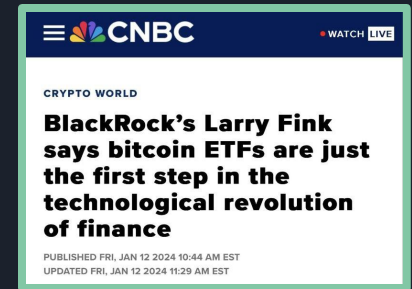 CNBC
WATCH LIVE
CRYPTO WORLD
BlackRock's Larry Fink
says bitcoin ETFs are just
the first step in the
technological revolution
of finance
PUBLISHED FRI, JAN 12 2024 10:44 AM EST
UPDATED FRI, JAN 12 2024 11:29 AM EST